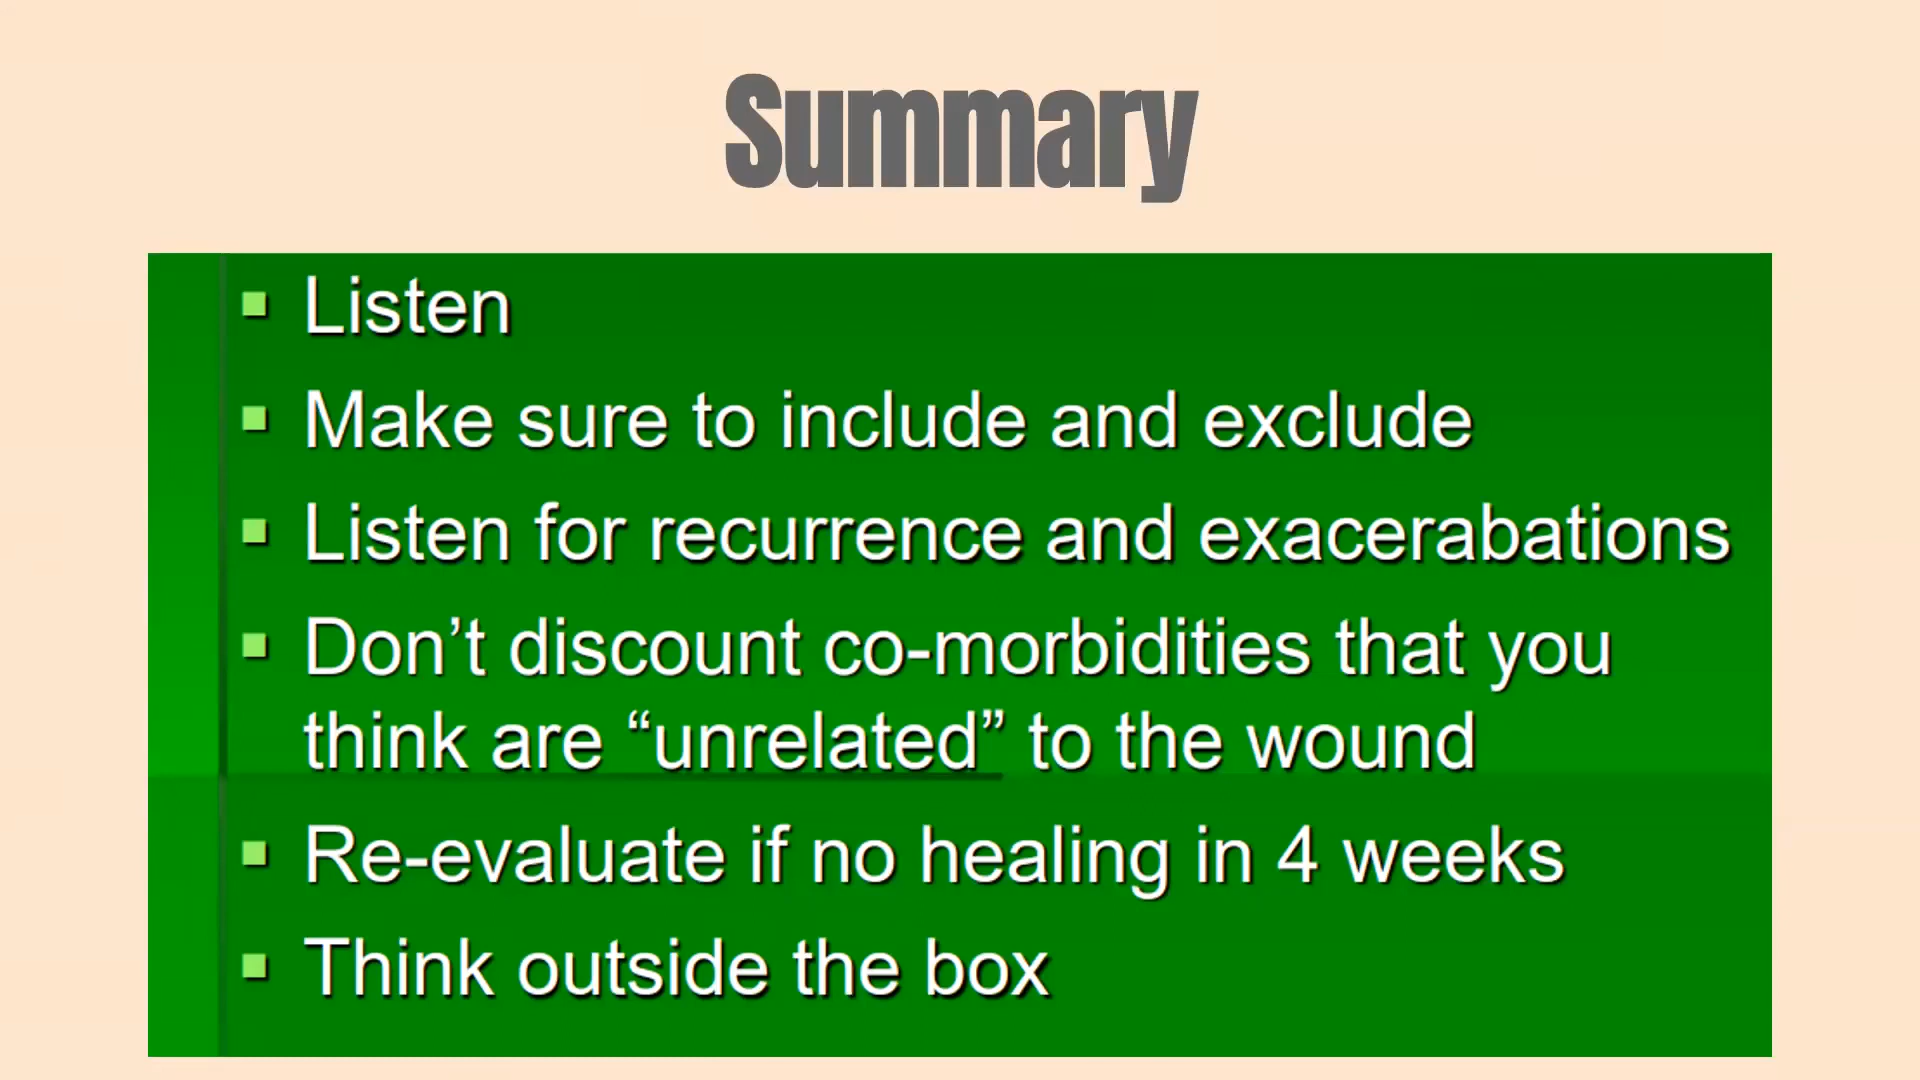 Summary
Listen
Make sure to include and exclude
Listen for recurrence and exacerabations
Don’t discount co-morbidities that you
think are “unrelated” to the wound
Re-evaluate if no healing in 4 weeks
Think outside the box